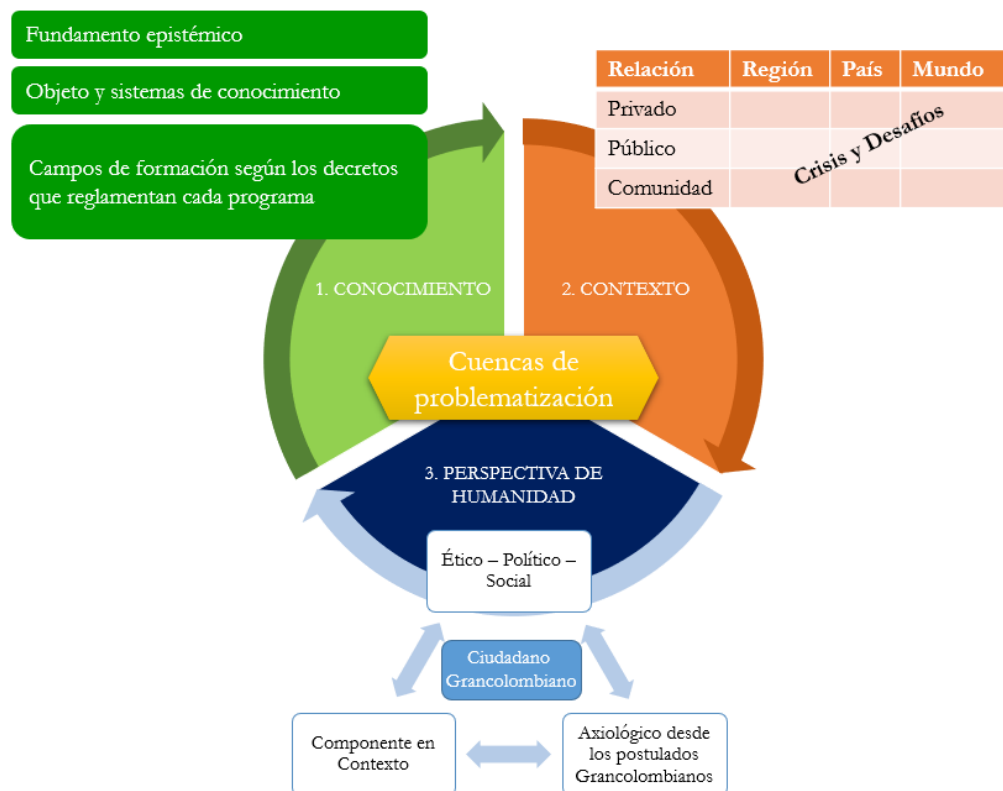 Fundamento epistémico
Objeto y sistemas de conocimiento
Campos de formación según los decretos
que reglamentan cada programa
Relación Región País Mundo
Privado
Público
Comunidad
Crisis y Desafíos
1. CONOCIMIENTO
2. CONTEXTO
Cuencas de
problematización
3. PERSPECTIVA DE
HUMANIDAD
Ético – Político –
Social
Ciudadano
Grancolombiano
Componente en
Contexto
Axiológico desde
los postulados
Grancolombianos